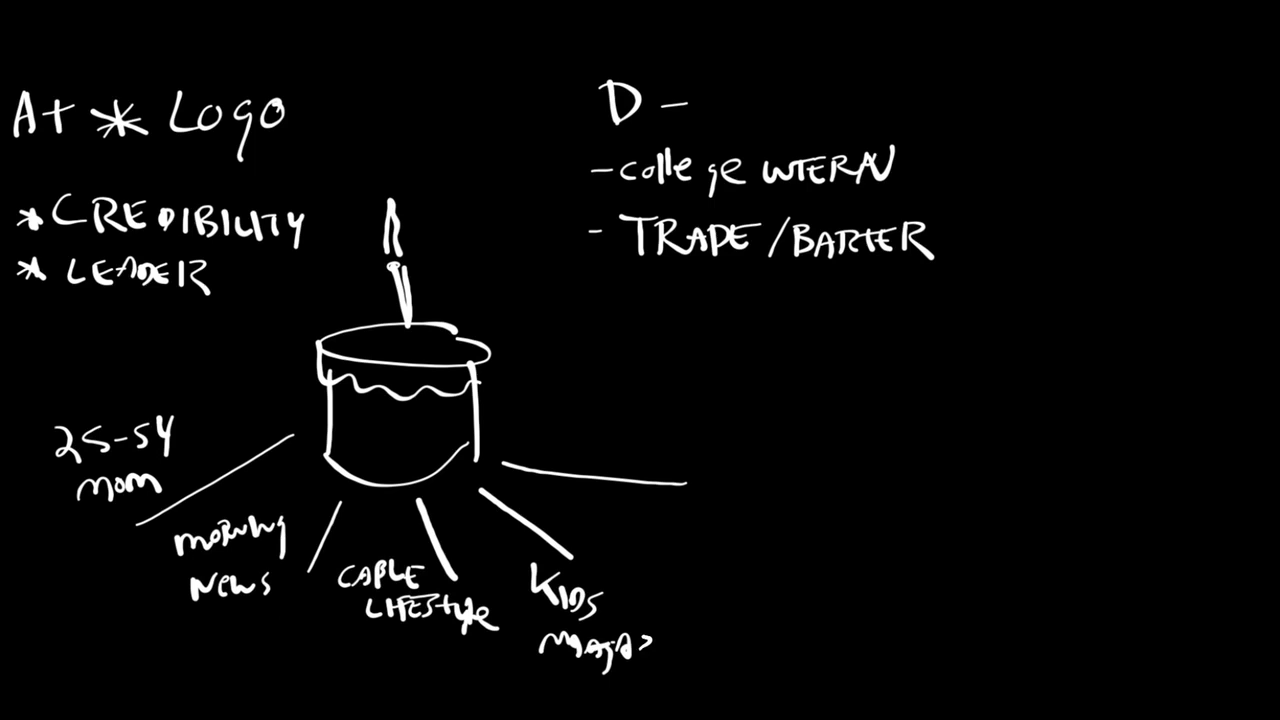 A+ * Logo
* CREDIBILITY
* LEADER
D -
- college INTERN
- TRADE/BARTER
25-54
mom
MORNING
NEWS
CABLE
LIFEStyle
KIDS